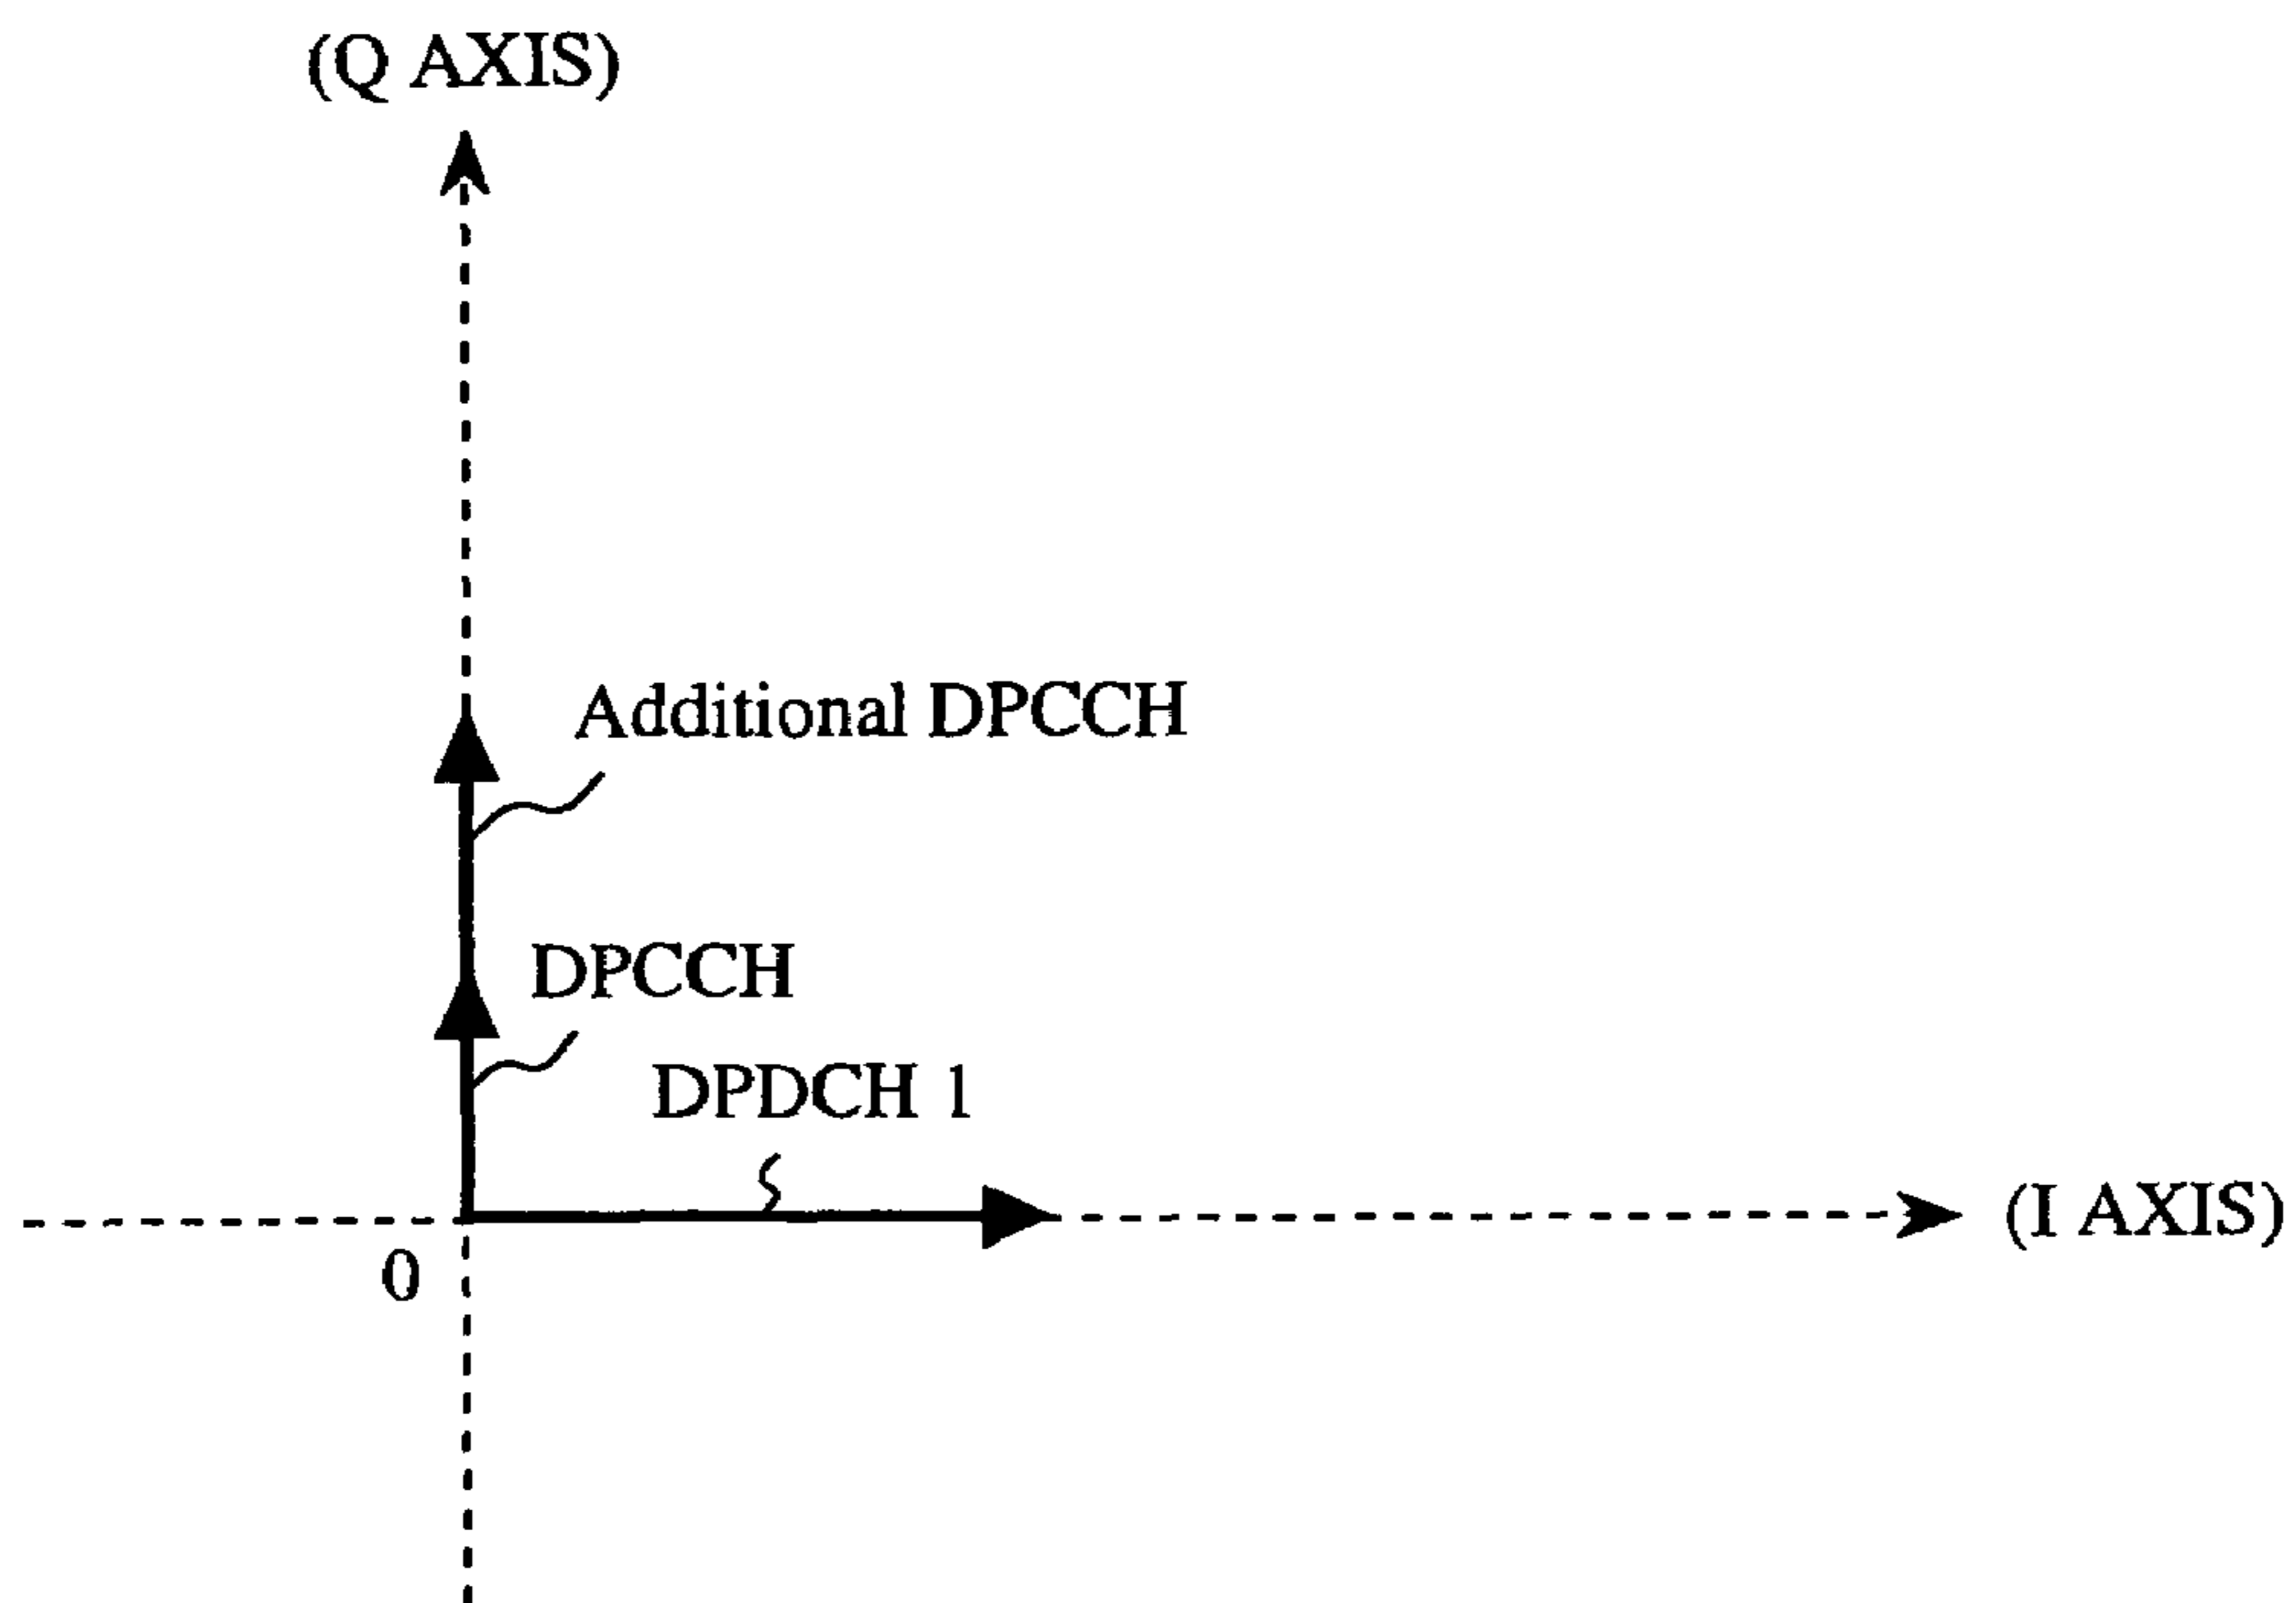 (Q AXIS)
Additional DPCCH
DPCCH
DPDCH 1
(I AXIS)
0